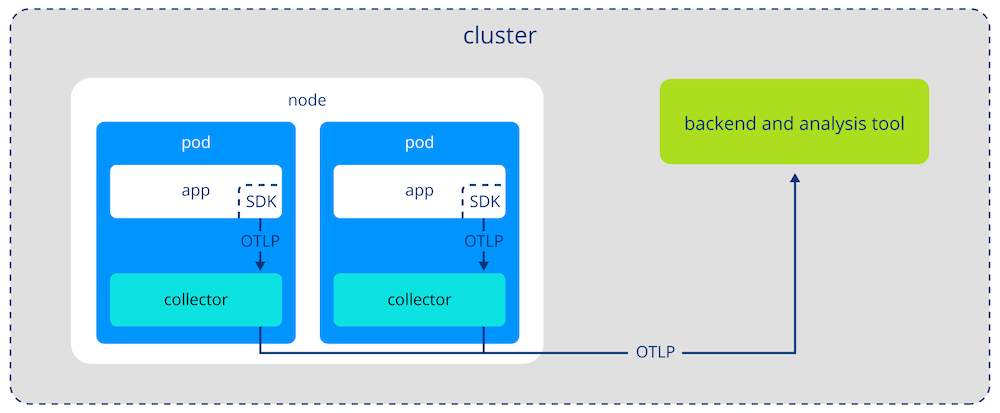 cluster
node
backend and analysis tool
pod
pod
app
SDK
app
SDK
OTLP
OTLP
collector
collector
OTLP